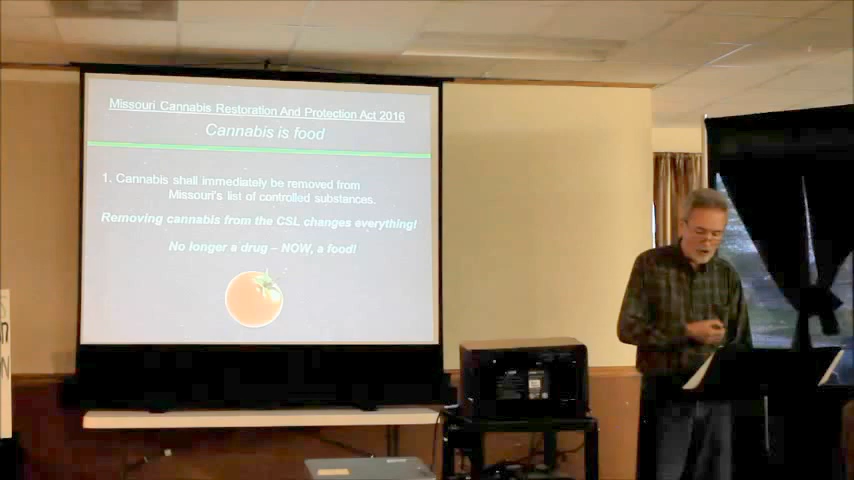 Missouri Cannabis Restoration And Protection Act 2016
Cannabis is food
1. Cannabis shall immediately be removed from
Missouri's list of controlled substances.
Removing cannabis from the CSL changes everything!
No longer a drug – NOW, a food!